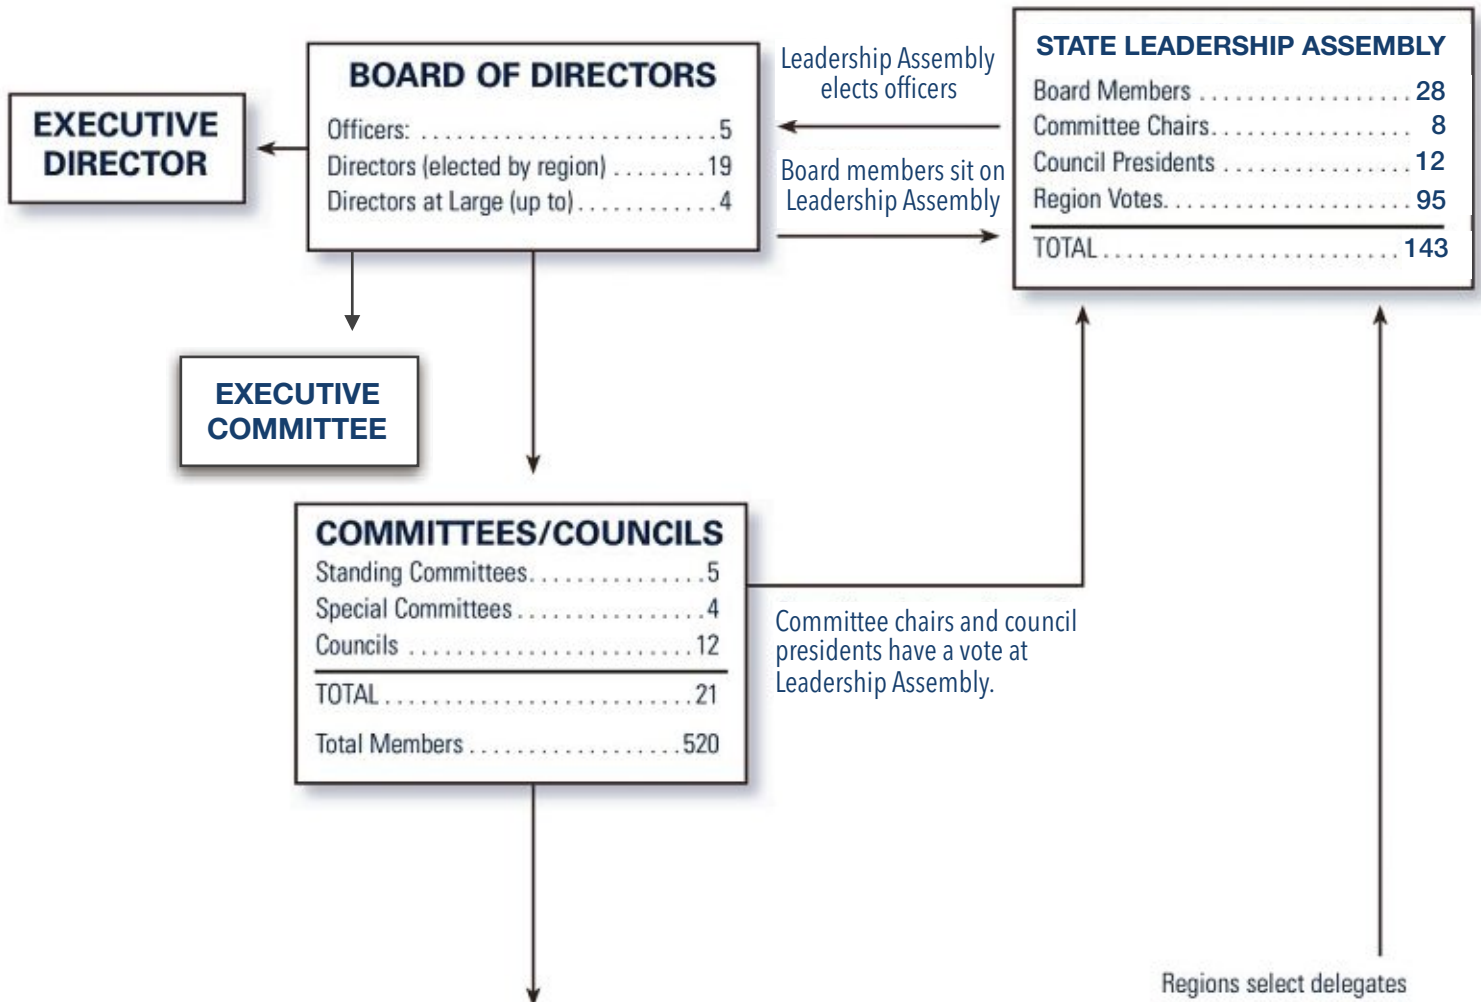 EXECUTIVE
DIRECTOR
BOARD OF DIRECTORS
Officers: . . . . . . . . . . . . . . . . . . . . . . . . . . 5
Directors (elected by region) . . . . . . . . 19
Directors at Large (up to) . . . . . . . . . . . . 4
Leadership Assembly
elects officers
Board members sit on
Leadership Assembly
STATE LEADERSHIP ASSEMBLY
Board Members . . . . . . . . . . . . . . . . . . 28
Committee Chairs. . . . . . . . . . . . . . . . . 8
Council Presidents . . . . . . . . . . . . . . . . 12
Region Votes. . . . . . . . . . . . . . . . . . . . . 95
TOTAL . . . . . . . . . . . . . . . . . . . . . . . . . 143
EXECUTIVE
COMMITTEE
COMMITTEES/COUNCILS
Standing Committees. . . . . . . . . . . . . . . 5
Special Committees . . . . . . . . . . . . . . . . 4
Councils . . . . . . . . . . . . . . . . . . . . . . . . 12
TOTAL . . . . . . . . . . . . . . . . . . . . . . . . . . 21
Total Members . . . . . . . . . . . . . . . . . . 520
Committee chairs and council
presidents have a vote at
Leadership Assembly.
Regions select delegates